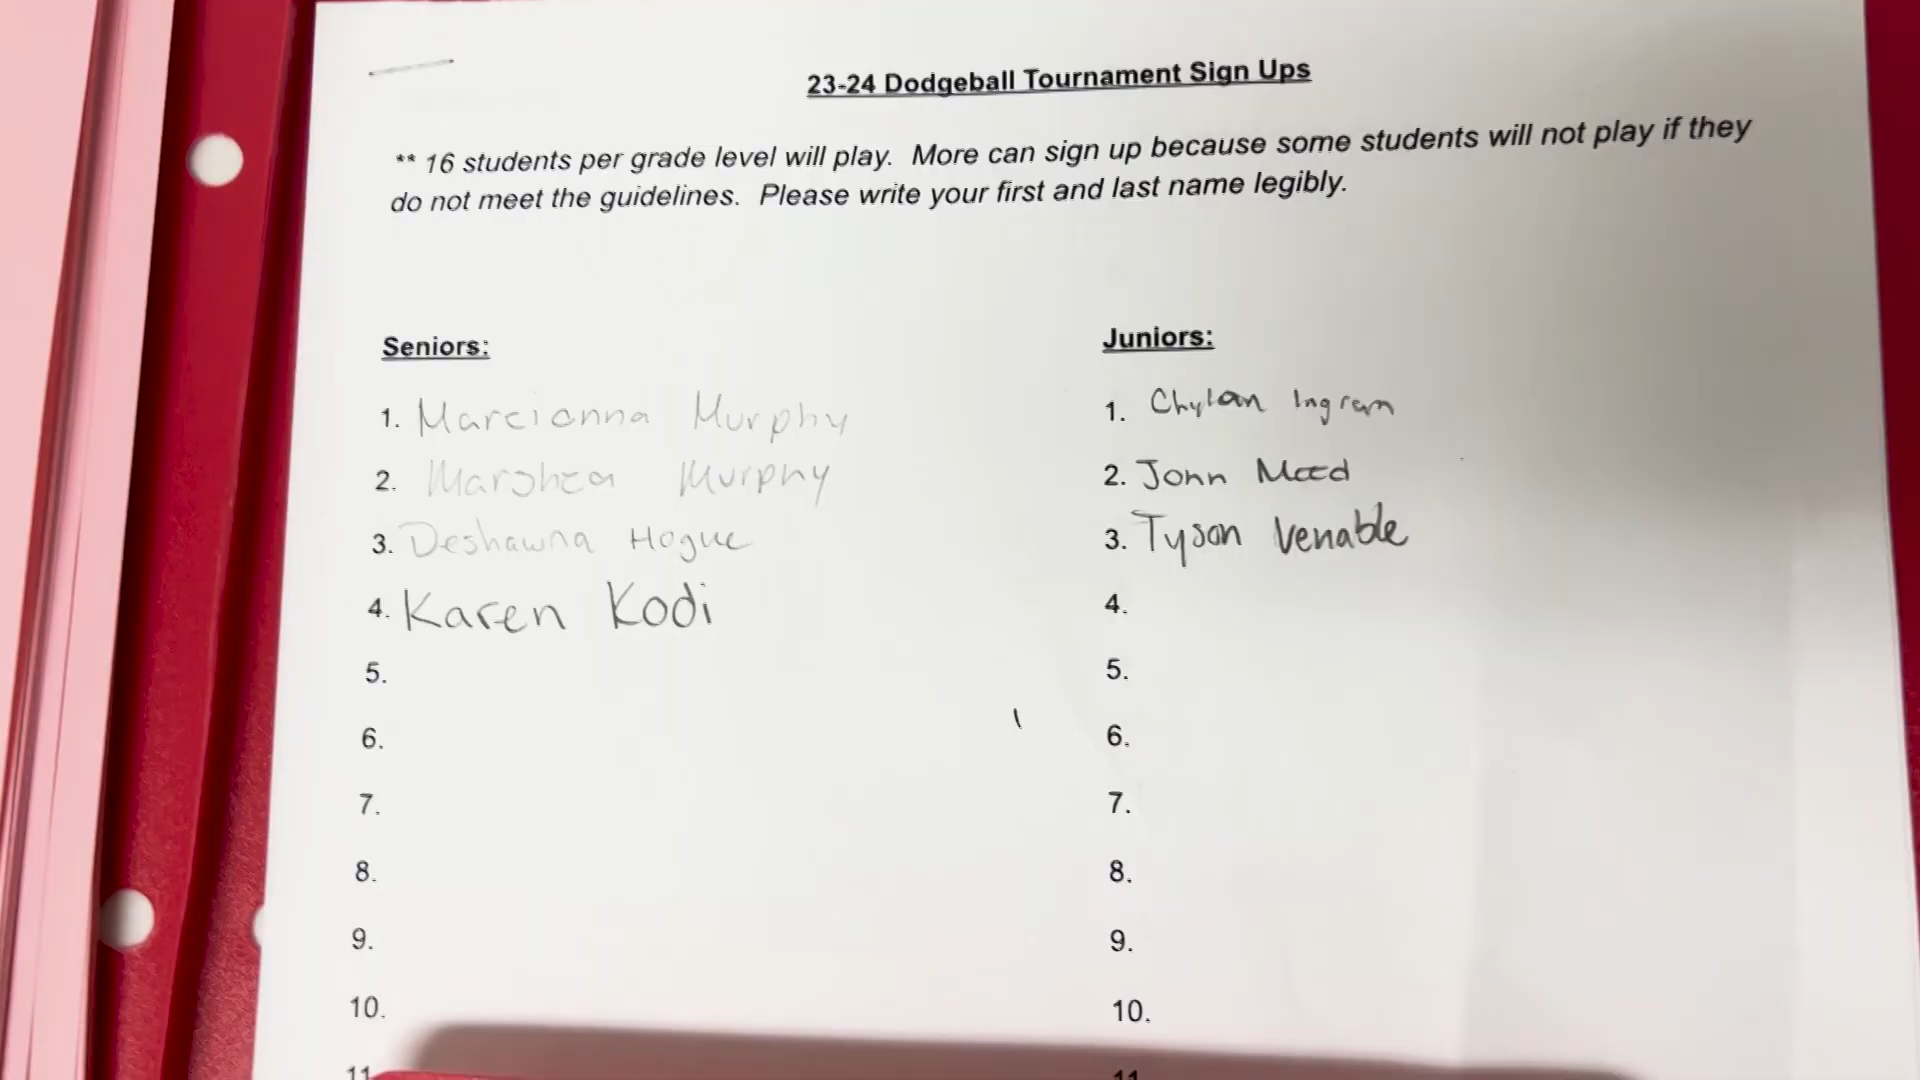 23-24 Dodgeball Tournament Sign Ups
** 16 students per grade level will play. More can sign up because some students will not play if they
do not meet the guidelines. Please write your first and last name legibly.
Seniors:
1. Marcianna Murphy
2. Marshea Murphy
3. Deshawna Hogue
4. Karen Kodi
5.
6.
7.
8.
9.
10.
11.
Juniors:
1. Chylan Ingram
2. John
3. Tyson Venable
4.
5.
6.
7.
8.
9.
10.
11.